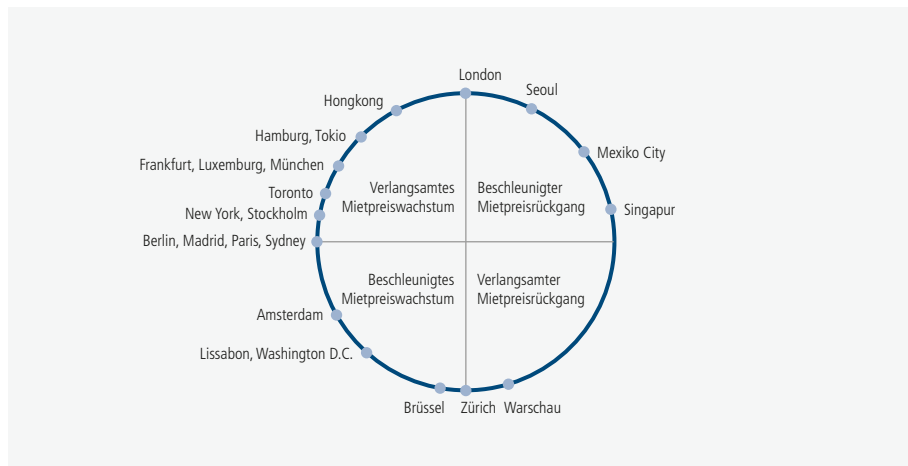 London
Seoul
Hongkong
Hamburg, Tokio
Mexiko City
Frankfurt, Luxemburg, München
Verlangsamtes
Mietpreiswachstum
Beschleunigter
Mietpreisrückgang
Toronto
New York, Stockholm
Singapur
Berlin, Madrid, Paris, Sydney
Beschleunigtes
Mietpreiswachstum
Verlangsamter
Mietpreisrückgang
Amsterdam
Lissabon, Washington D.C.
Brüssel
Zürich
Warschau